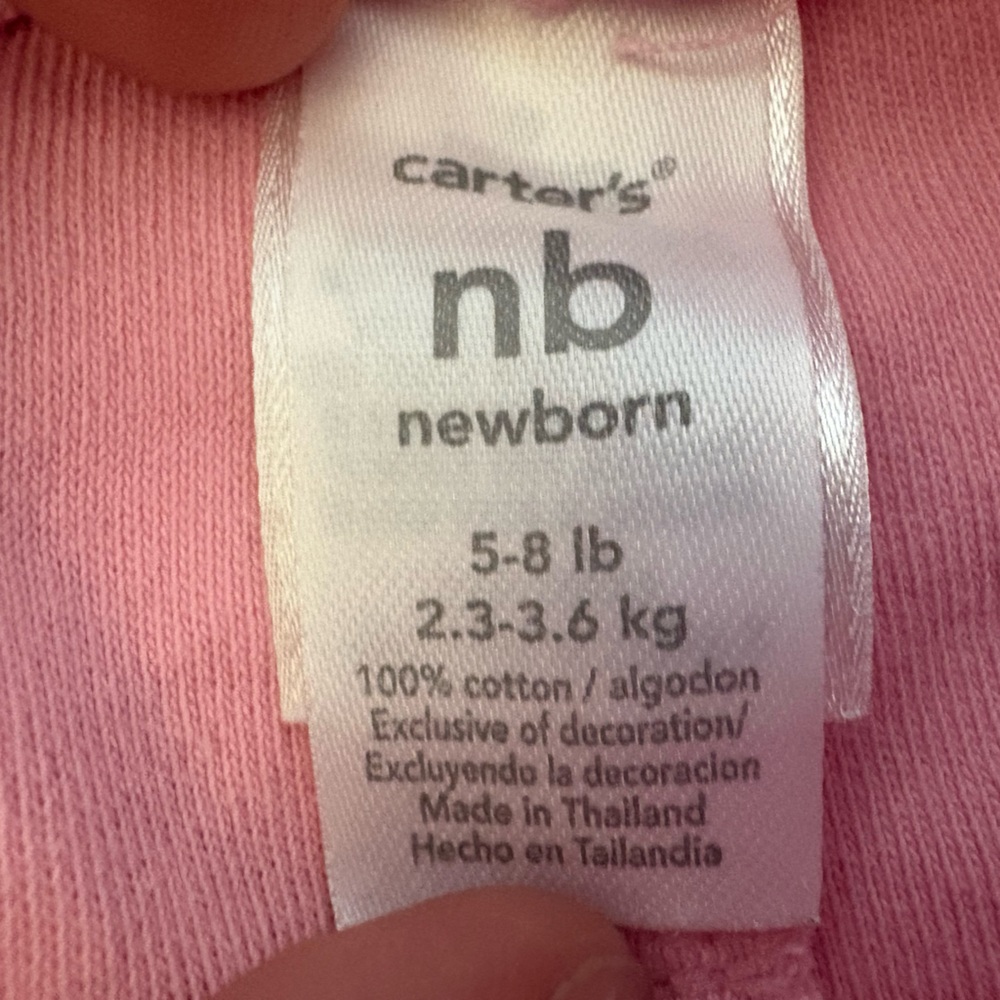 carter's®
nb
newborn
5-8 lb
2.3-3.6 kg
100% cotton / algodon
Exclusive of decoration/
Excluyendo la decoracion
Made in Thailand
Hecho en Tailandia